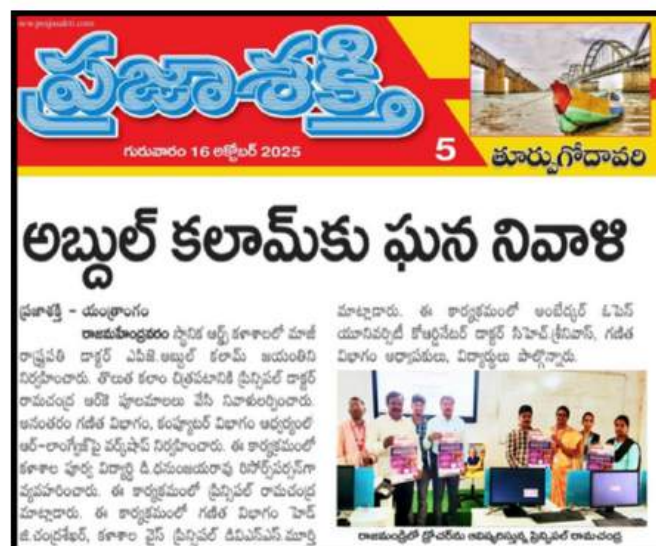 www.prajasakti.com
ప్రజాశక్తి
గురువారం 16 అక్టోబర్ 2025
5
తూర్పుగోదావరి
అబ్దుల్ కలామ్‌కు ఘన నివాళి
ప్రజాశక్తి - యంత్రాంగం
రాజమహేంద్రవరం స్థానిక ఆర్ట్స్ కళాశాలలో మాజీ
రాష్ట్రపతి డాక్టర్ ఎపిజె.అబ్దుల్ కలామ్ జయంతిని
నిర్వహించారు. తొలుత కలాం చిత్రపటానికి ప్రిన్సిపల్ డాక్టర్
రామచంద్ర ఆర్‌కె పూలమాలలు వేసి నివాళులర్పించారు.
అనంతరం గణిత విభాగం, కంప్యూటర్ విభాగం ఆధ్వర్యంలో
ఆర్-లాంగ్వేజ్‌పై వర్క్‌షాప్ నిర్వహించారు. ఈ కార్యక్రమంలో
కళాశాల పూర్వ విద్యార్థి డి.ధనుంజయరావు రిసోర్స్‌పర్సన్‌గా
వ్యవహరించారు. ఈ కార్యక్రమంలో ప్రిన్సిపల్ రామచంద్ర
మాట్లాడారు. ఈ కార్యక్రమంలో గణిత విభాగం హెడ్
జి.చంద్రశేఖర్, కళాశాల వైస్ ప్రిన్సిపల్ డివిఎన్ఎస్.మూర్తి
మాట్లాడారు. ఈ కార్యక్రమంలో అంబేడ్కర్ ఓపెన్
యూనివర్సిటీ కోఆర్డినేటర్ డాక్టర్ సిహెచ్.శ్రీనివాస్, గణిత
విభాగం అధ్యాపకులు, విద్యార్థులు పాల్గొన్నారు.
రాజమండ్రిలో బ్రోచర్‌ను ఆవిష్కరిస్తున్న ప్రిన్సిపల్ రామచంద్ర